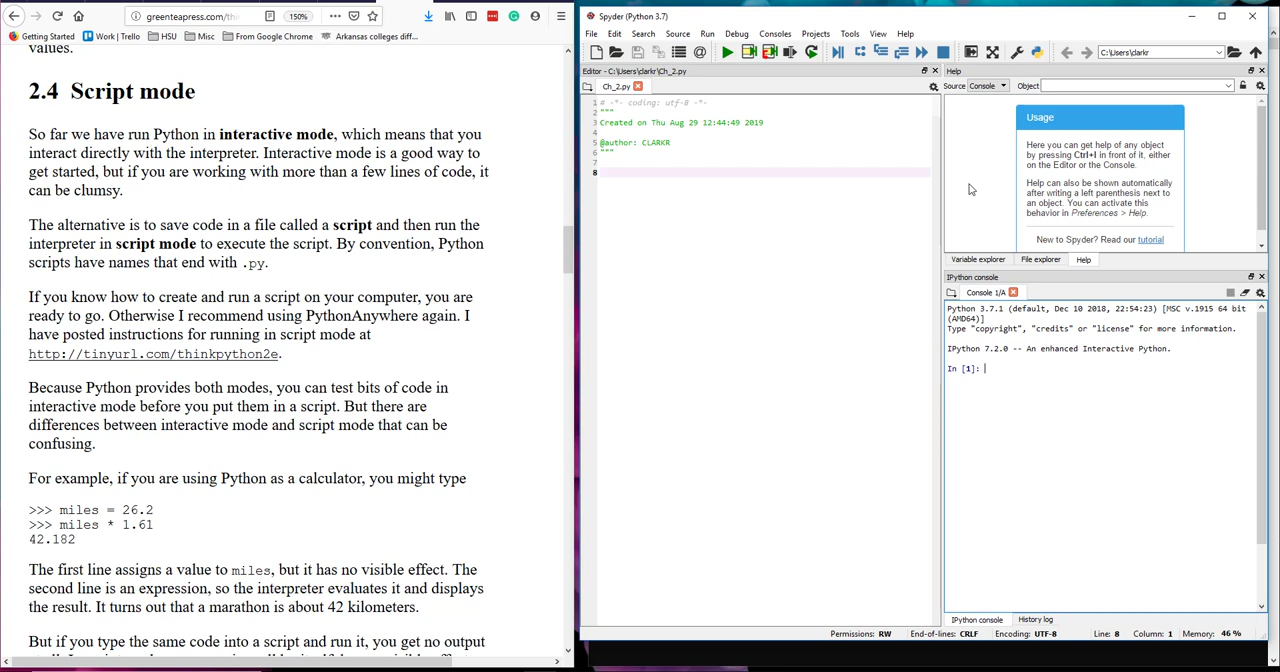 greenteapress.com/thi
150%
Getting Started
Work | Trello
HSU
Misc
From Google Chrome
Arkansas colleges diff...
values.
2.4 Script mode
So far we have run Python in interactive mode, which means that you
interact directly with the interpreter. Interactive mode is a good way to
get started, but if you are working with more than a few lines of code, it
can be clumsy.
The alternative is to save code in a file called a script and then run the
interpreter in script mode to execute the script. By convention, Python
scripts have names that end with .py.
If you know how to create and run a script on your computer, you are
ready to go. Otherwise I recommend using PythonAnywhere again. I
have posted instructions for running in script mode at
http://tinyurl.com/thinkpython2e.
Because Python provides both modes, you can test bits of code in
interactive mode before you put them in a script. But there are
differences between interactive mode and script mode that can be
confusing.
For example, if you are using Python as a calculator, you might type
>>> miles = 26.2
>>> miles * 1.61
42.182
The first line assigns a value to miles, but it has no visible effect. The
second line is an expression, so the interpreter evaluates it and displays
the result. It turns out that a marathon is about 42 kilometers.
But if you type the same code into a script and run it, you get no output
Spyder (Python 3.7)
File Edit Search Source Run Debug Consoles Projects Tools View Help
C:\Users\clarkr
Editor - C:\Users\clarkr\Ch_2.py
Ch_2.py
1 # -*- coding: utf-8 -*-
2 """
3 Created on Thu Aug 29 12:44:49 2019
4
5 @author: CLARKR
6 """
7
8
Help
Source Console Object
Usage
Here you can get help of any object
by pressing Ctrl+I in front of it, either
on the Editor or the Console.
Help can also be shown automatically
after writing a left parenthesis next to
an object. You can activate this
behavior in Preferences > Help.
New to Spyder? Read our tutorial
Variable explorer File explorer Help
IPython console
Console 1/A
Python 3.7.1 (default, Dec 10 2018, 22:54:23) [MSC v.1915 64 bit
(AMD64)]
Type "copyright", "credits" or "license" for more information.
IPython 7.2.0 -- An enhanced Interactive Python.
In [1]:
IPython console History log
Permissions: RW End-of-lines: CRLF Encoding: UTF-8 Line: 8 Column: 1 Memory: 46 %